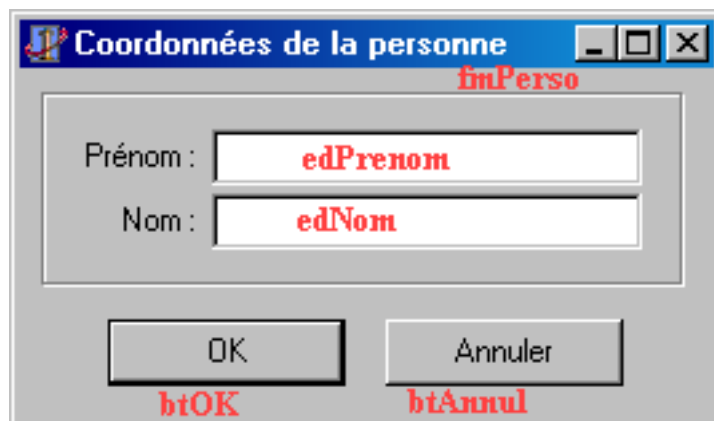 Coordonnées de la personne
fmPerso
Prénom : edPrenom
Nom : edNom
OK Annuler
btOK btAnnul